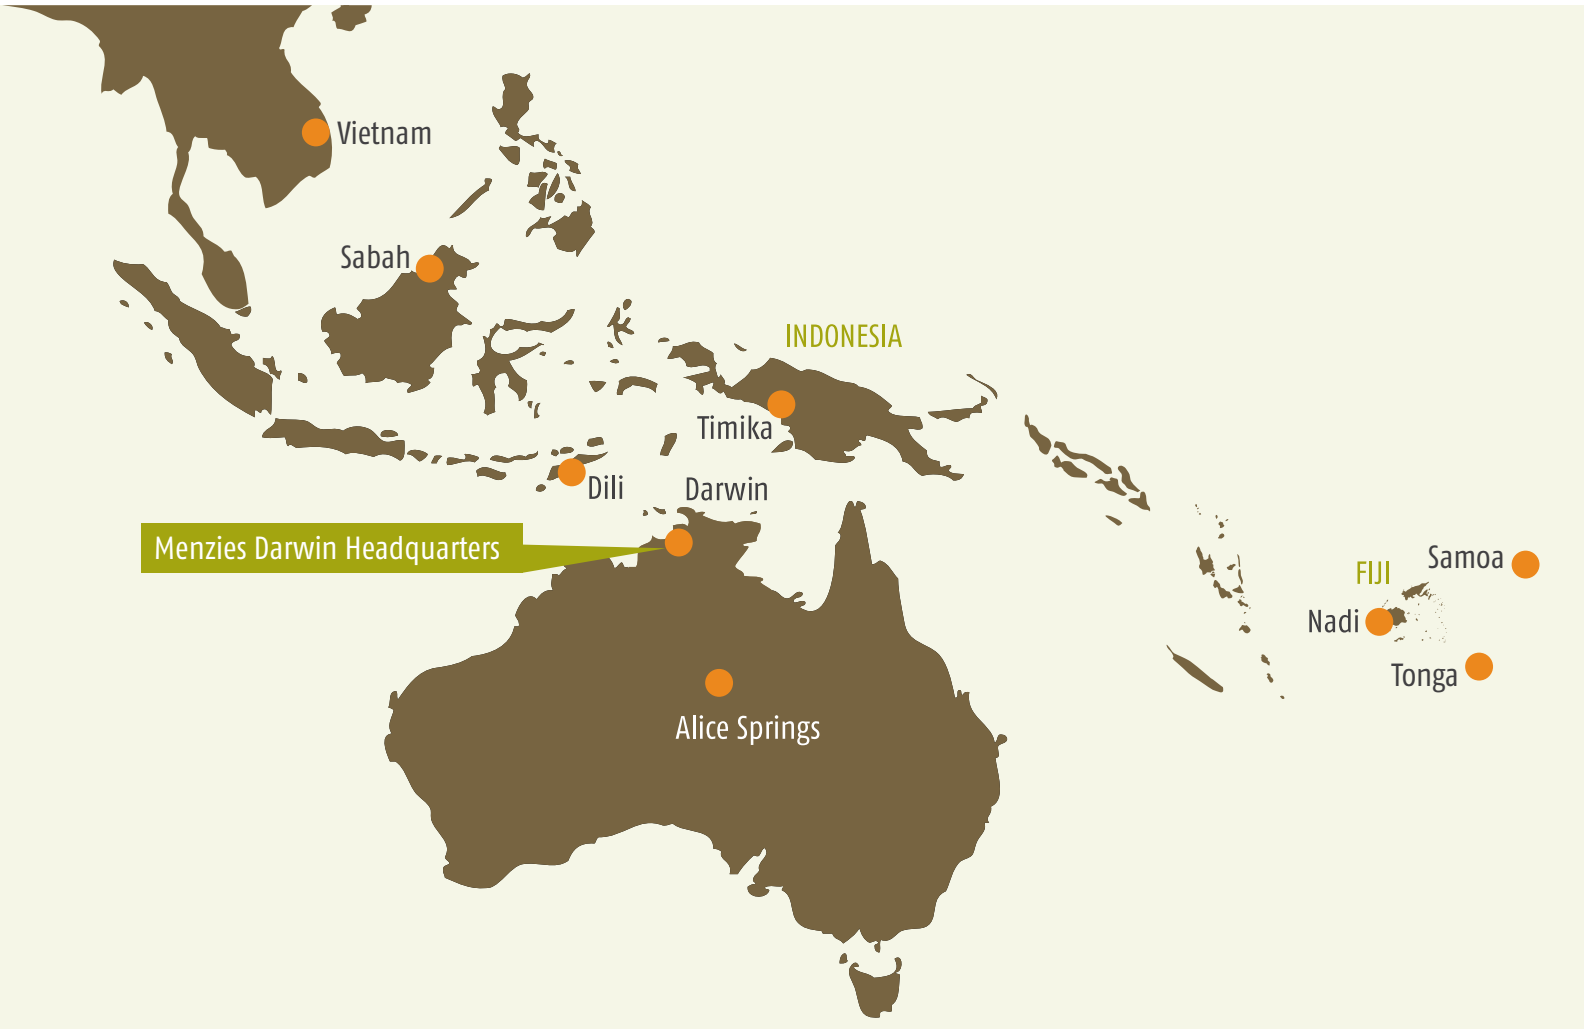 Vietnam
Sabah
INDONESIA
Timika
Dili
Darwin
Menzies Darwin Headquarters
Samoa
FIJI
Nadi
Tonga
Alice Springs